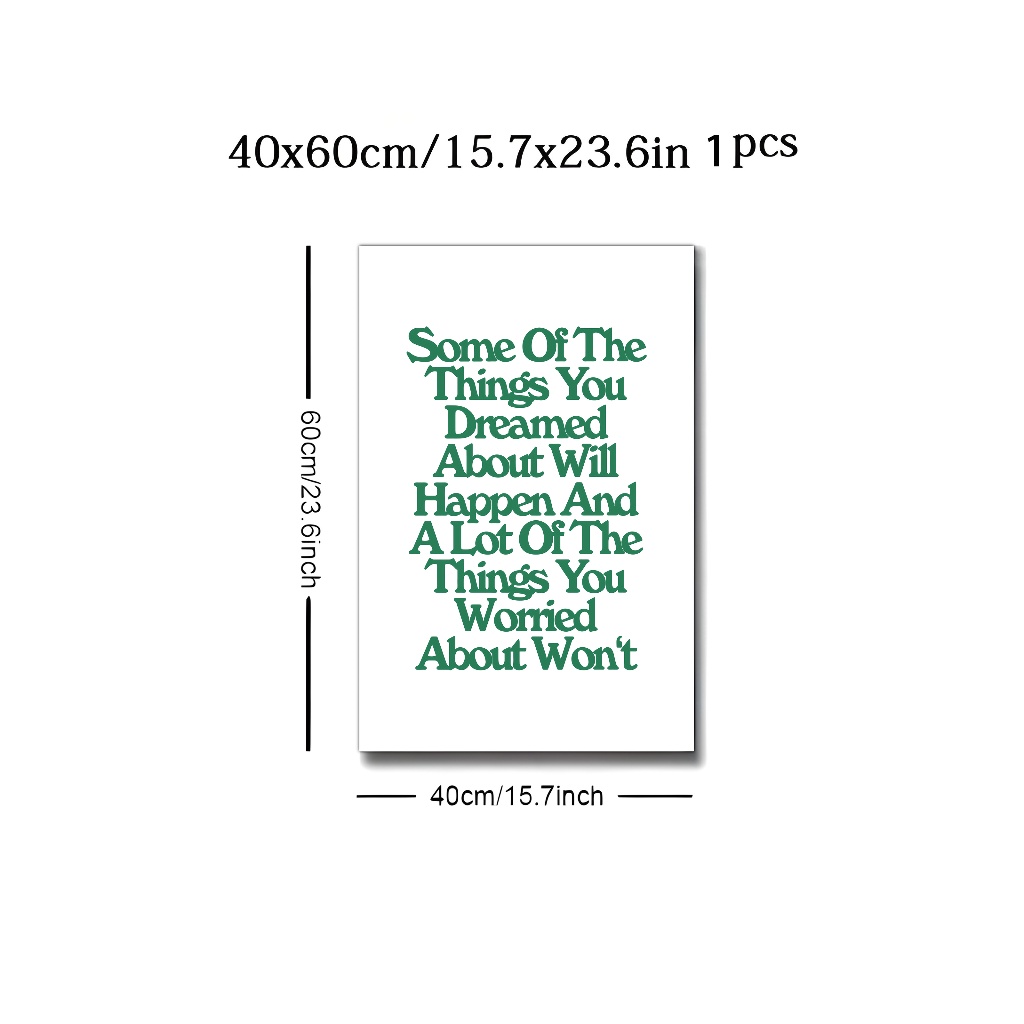 40x60cm/15.7x23.6in 1pcs
60cm/23.6inch
Some Of The
Things You
Dreamed
About Will
Happen And
A Lot Of The
Things You
Worried
About Won‘t
40cm/15.7inch